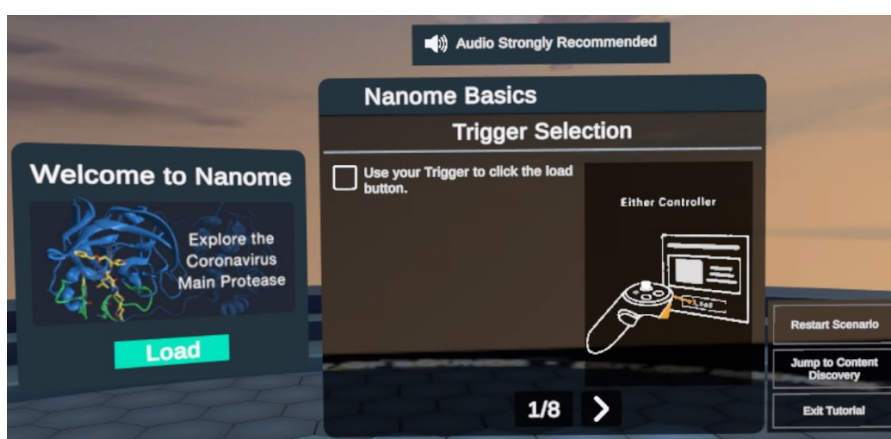 Audio Strongly Recommended
Nanome Basics
Trigger Selection
Welcome to Nanome
Explore the
Coronavirus
Main Protease
Load
Use your Trigger to click the load
button.
Either Controller
Load
1/8
Restart Scenario
Jump to Content
Discovery
Exit Tutorial